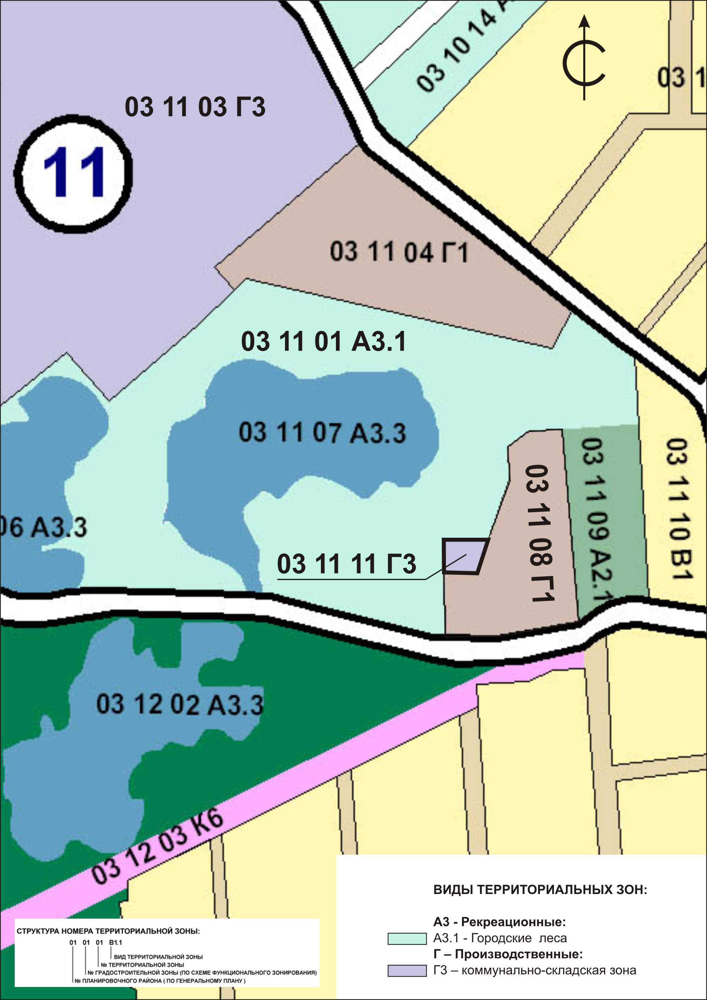 03 10 14
С
03 1
03 11 03 Г3
11
03 11 04 Г1
03 11 01 А3.1
03 11 07 А3.3
03 11 08 Г1
03 11 09 А2.1
03 11 10 В1
06 А3.3
03 11 11 Г3
03 12 02 А3.3
03 12 03 К6
ВИДЫ ТЕРРИТОРИАЛЬНЫХ ЗОН:
А3 - Рекреационные:
А3.1 - Городские леса
Г – Производственные:
Г3 – коммунально-складская зона
СТРУКТУРА НОМЕРА ТЕРРИТОРИАЛЬНОЙ ЗОНЫ:
01 01 01 В1.1
ВИД ТЕРРИТОРИАЛЬНОЙ ЗОНЫ
№ ТЕРРИТОРИАЛЬНОЙ ЗОНЫ
№ ГРАДОСТРОИТЕЛЬНОЙ ЗОНЫ (ПО СХЕМЕ ФУНКЦИОНАЛЬНОГО ЗОНИРОВАНИЯ)
№ ПЛАНИРОВОЧНОГО РАЙОНА ( ПО ГЕНЕРАЛЬНОМУ ПЛАНУ )